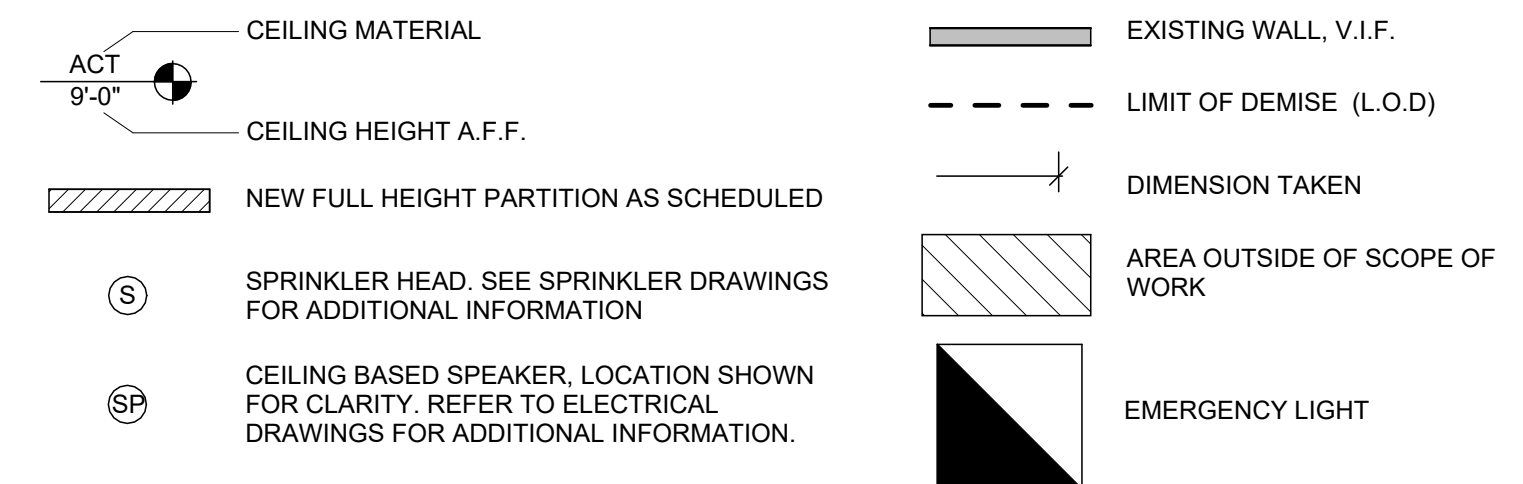 CEILING MATERIAL
ACT
9'-0"
CEILING HEIGHT A.F.F.
NEW FULL HEIGHT PARTITION AS SCHEDULED
S
SPRINKLER HEAD. SEE SPRINKLER DRAWINGS
FOR ADDITIONAL INFORMATION
SP
CEILING BASED SPEAKER, LOCATION SHOWN
FOR CLARITY. REFER TO ELECTRICAL
DRAWINGS FOR ADDITIONAL INFORMATION.
EXISTING WALL, V.I.F.
LIMIT OF DEMISE (L.O.D)
DIMENSION TAKEN
AREA OUTSIDE OF SCOPE OF
WORK
EMERGENCY LIGHT